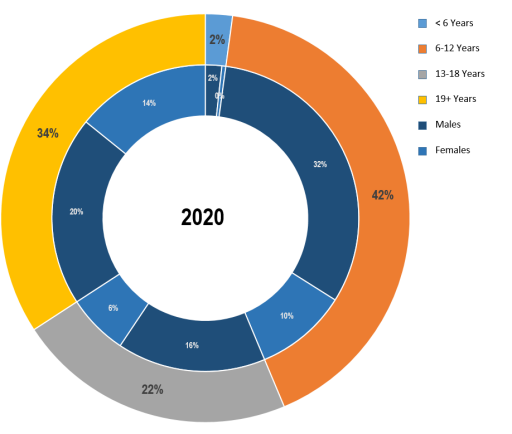 2%
< 6 Years
6-12 Years
13-18 Years
19+ Years
Males
Females
2%
0%
14%
34%
32%
42%
20%
2020
6%
10%
16%
22%